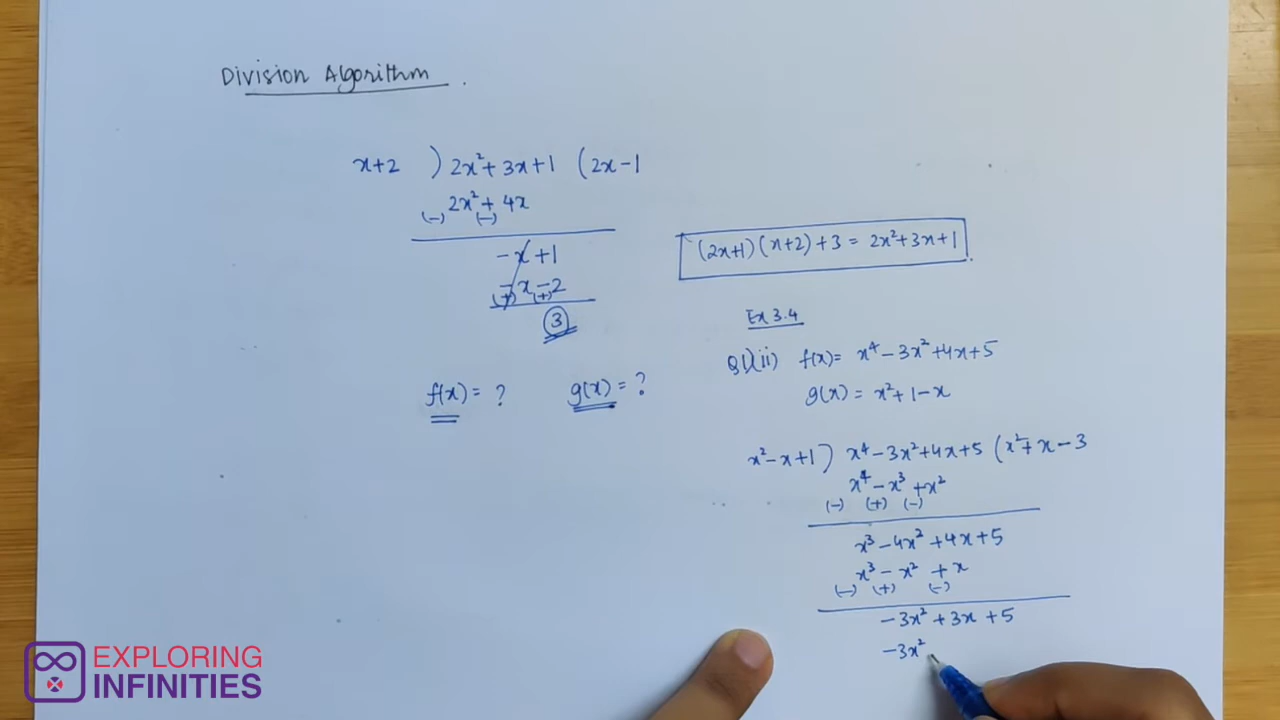 Division Algorithm .
x+2 ) 2x²+ 3x+1 (2x-1
2x²+ 4x
(-) (-)
-x +1
-x -2
(+) (+)
3
(2x+1) (x+2) +3 = 2x²+3x+1 .
f(x) = ? g(x) = ?
Ex 3.4
Q1)(ii) f(x)= x⁴ - 3x² +4x+5
g(x) = x²+ 1 - x
x² - x+1) x⁴ - 3x²+4x+5 (x²+ x - 3
x⁴ - x³ +x²
(-) (+) (-)
x³ - 4x² +4x+5
x³ - x² + x
(-) (+) (-)
-3x² + 3x + 5
-3x²
EXPLORING
INFINITIES